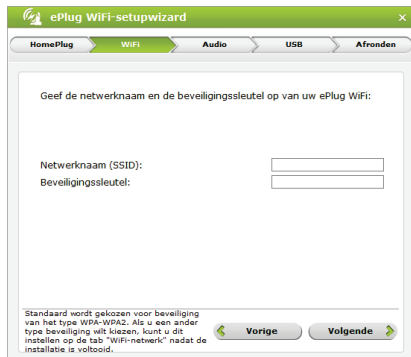 ePlug WiFi-setupwizard
HomePlug
WiFi
Audio
USB
Afronden
Geef de netwerknaam en de beveiligingssleutel op van uw ePlug WiFi:
Netwerknaam (SSID):
Beveiligingssleutel:
Standaard wordt gekozen voor beveiliging
van het type WPA-WPA2. Als u een ander
type beveiliging wilt kiezen, kunt u dit
instellen op de tab "WiFi-netwerk" nadat de
installatie is voltooid.
Vorige
Volgende